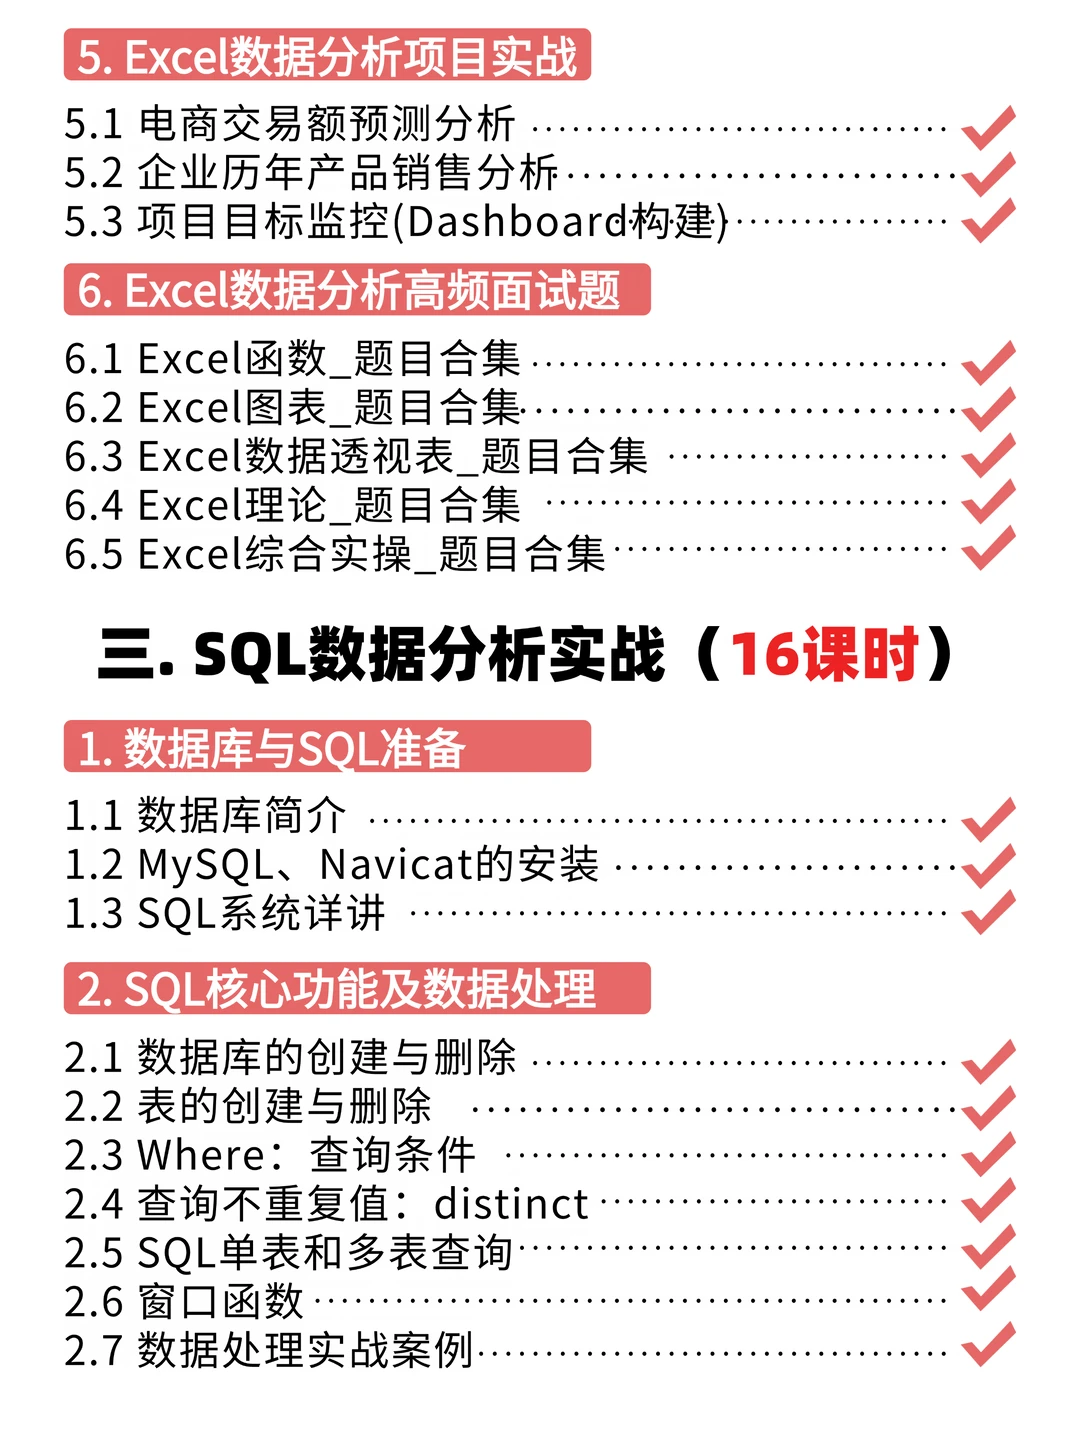 5. Excel数据分析项目实战
5.1 电商交易额预测分析
5.2 企业历年产品销售分析
5.3 项目目标监控(Dashboard构建)
6. Excel数据分析高频面试题
6.1 Excel函数_题目合集
6.2 Excel图表_题目合集
6.3 Excel数据透视表_题目合集
6.4 Excel理论_题目合集
6.5 Excel综合实操_题目合集
三. SQL数据分析实战（16课时）
1. 数据库与SQL准备
1.1 数据库简介
1.2 MySQL、Navicat的安装
1.3 SQL系统详讲
2. SQL核心功能及数据处理
2.1 数据库的创建与删除
2.2 表的创建与删除
2.3 Where：查询条件
2.4 查询不重复值：distinct
2.5 SQL单表和多表查询
2.6 窗口函数
2.7 数据处理实战案例